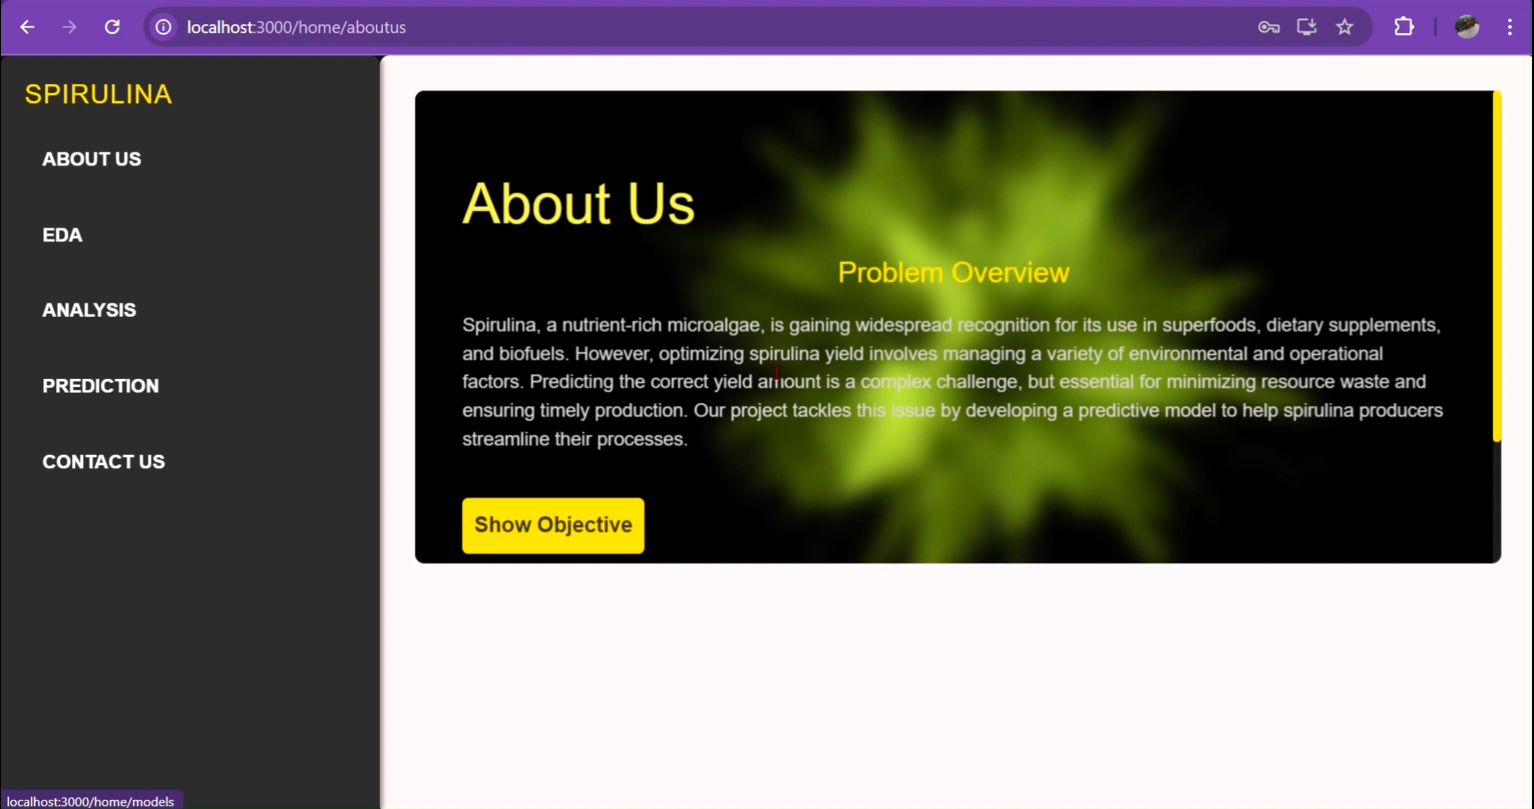 localhost:3000/home/aboutus
SPIRULINA
ABOUT US
EDA
ANALYSIS
PREDICTION
CONTACT US
About Us
Problem Overview
Spirulina, a nutrient-rich microalgae, is gaining widespread recognition for its use in superfoods, dietary supplements,
and biofuels. However, optimizing spirulina yield involves managing a variety of environmental and operational
factors. Predicting the correct yield amount is a complex challenge, but essential for minimizing resource waste and
ensuring timely production. Our project tackles this issue by developing a predictive model to help spirulina producers
streamline their processes.
Show Objective
localhost:3000/home/models